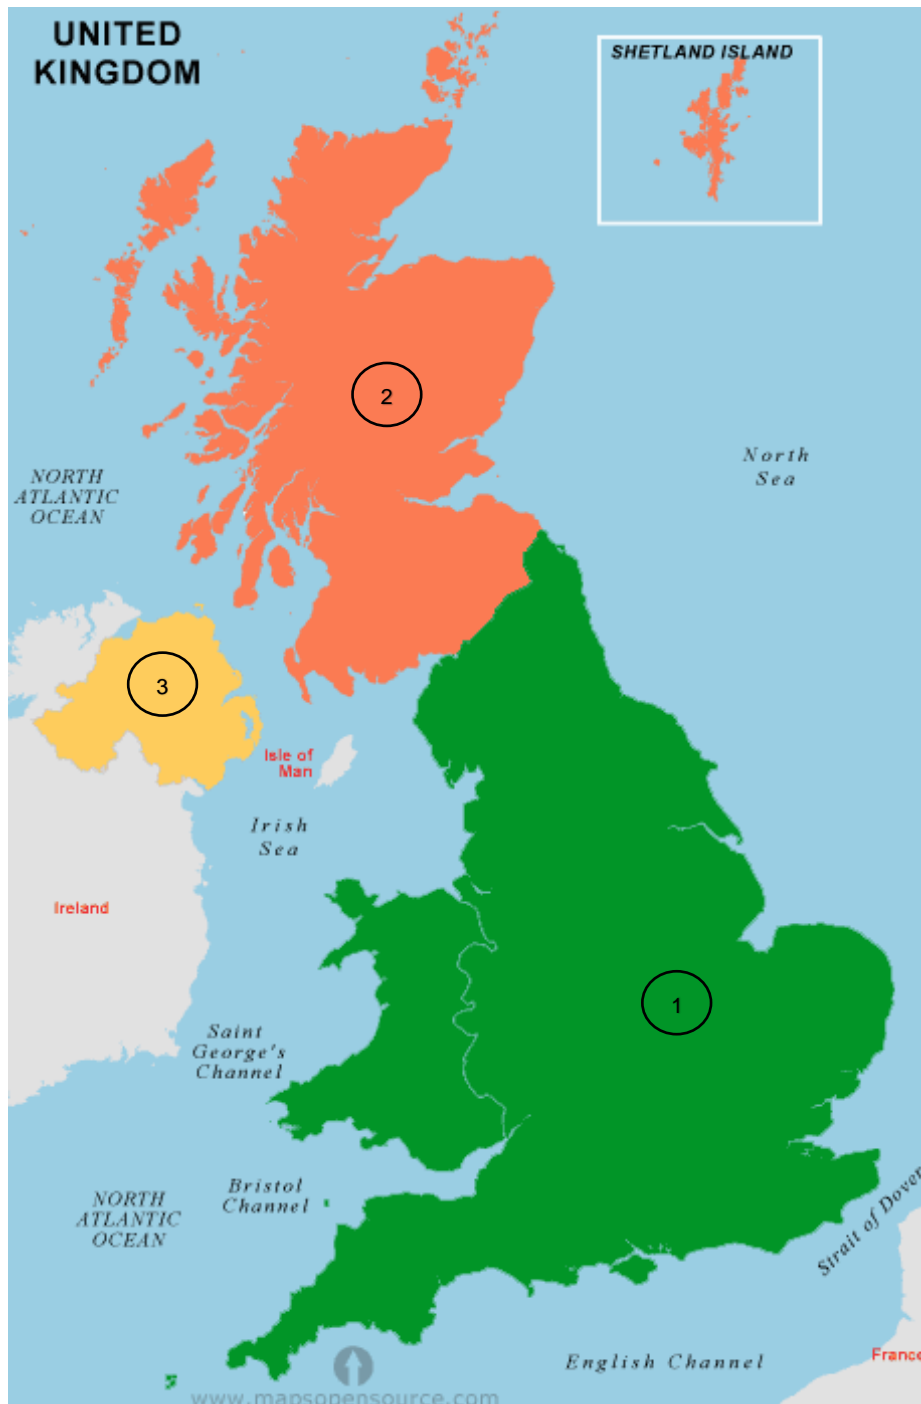 UNITED
KINGDOM
SHETLAND ISLAND
2
North
Sea
NORTH
ATLANTIC
OCEAN
3
Isle of
Man
Irish
Sea
Ireland
1
Saint
George's
Channel
Bristol
Channel
NORTH
ATLANTIC
OCEAN
Strait of Dover
English Channel
France
www.mapsopensource.com